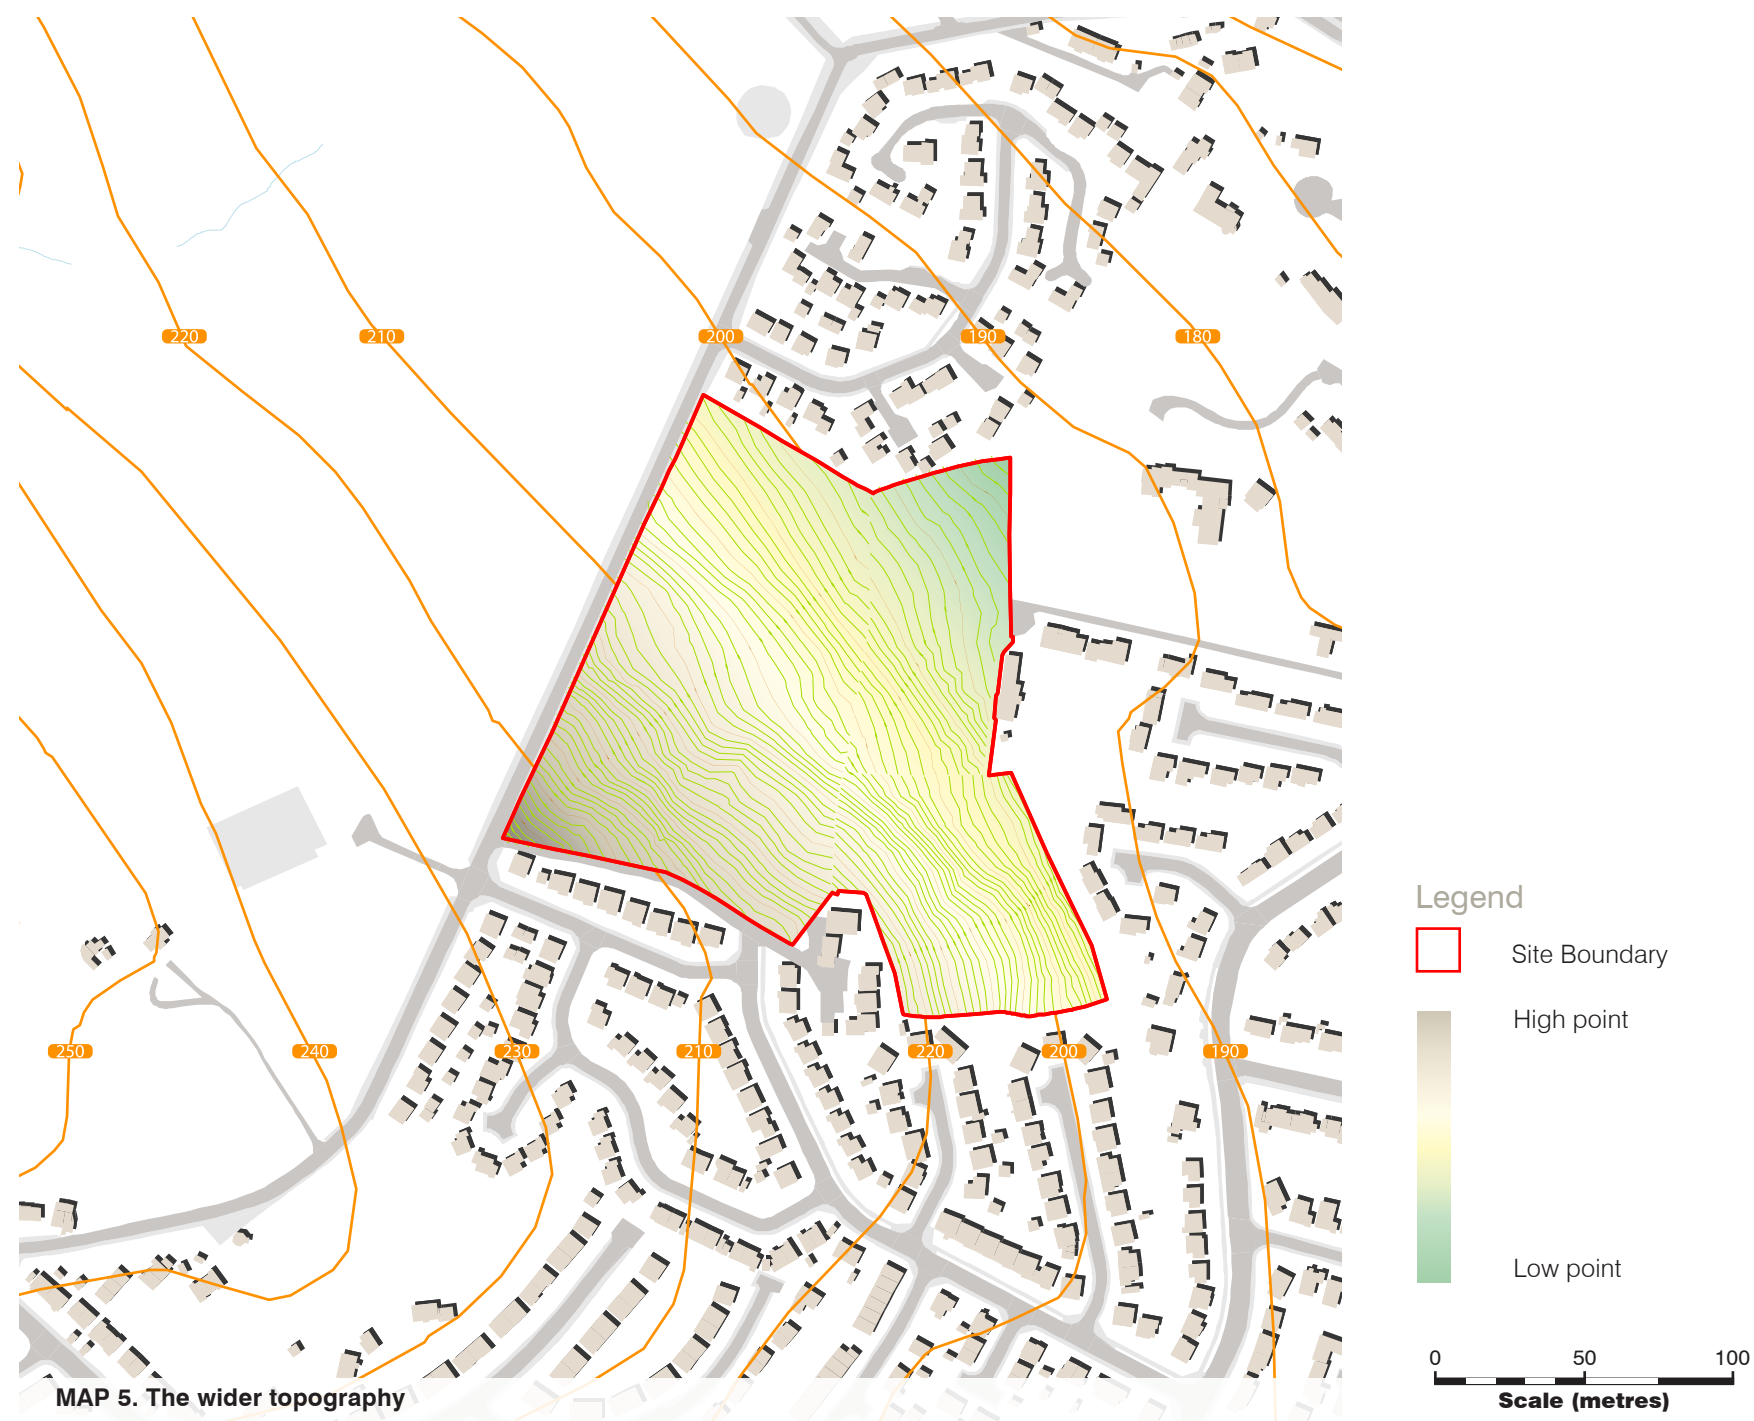 220
210
200
190
180
250
240
230
210
220
200
190
Legend
Site Boundary
High point
Low point
0 50 100
Scale (metres)
MAP 5. The wider topography